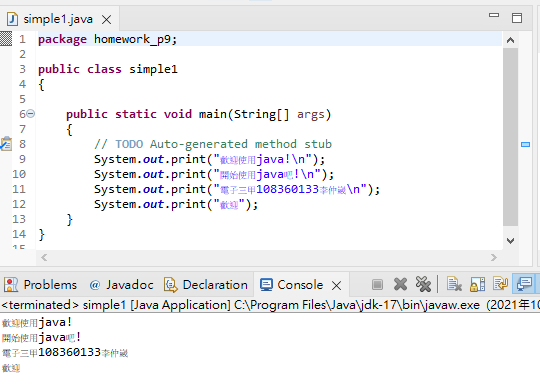 simple1.java
1 package homework_p9;
2
3 public class simple1
4 {
5
6 public static void main(String[] args)
7 {
8 // TODO Auto-generated method stub
9 System.out.print("歡迎使用java!\n");
10 System.out.print("開始使用java吧!\n");
11 System.out.print("電子三甲108360133李仲崴\n");
12 System.out.print("歡迎");
13 }
14 }
15
Problems @ Javadoc Declaration Console
<terminated> simple1 [Java Application] C:\Program Files\Java\jdk-17\bin\javaw.exe (2021年10
歡迎使用java!
開始使用java吧!
電子三甲108360133李仲崴
歡迎